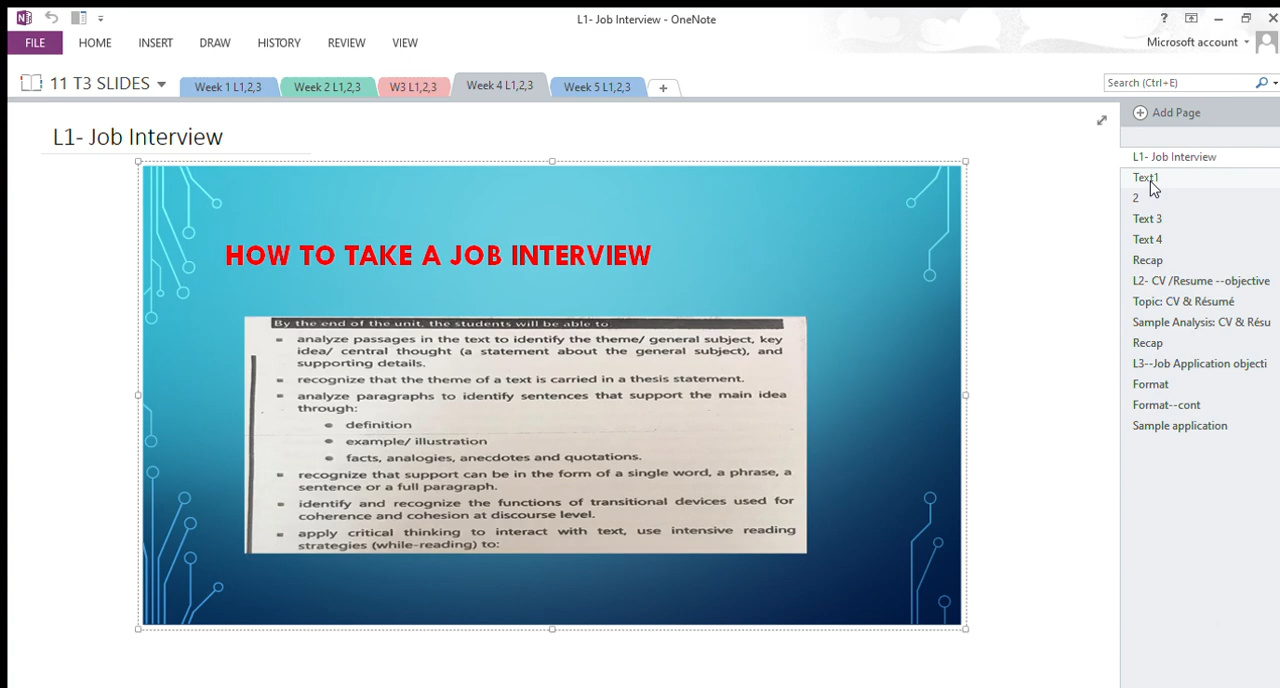 L1- Job Interview - OneNote
?
Microsoft account
FILE HOME INSERT DRAW HISTORY REVIEW VIEW
11 T3 SLIDES
Week 1 L1,2,3
Week 2 L1,2,3
W3 L1,2,3
Week 4 L1,2,3
Week 5 L1,2,3
+
Search (Ctrl+E)
L1- Job Interview
HOW TO TAKE A JOB INTERVIEW
By the end of the unit, the students will be able to
analyze passages in the text to identify the theme/ general subject, key
idea/ central thought (a statement about the general subject), and
supporting details.
recognize that the theme of a text is carried in a thesis statement.
analyze paragraphs to identify sentences that support the main idea
through:
definition
example/ illustration
facts, analogies, anecdotes and quotations.
recognize that support can be in the form of a single word, a phrase, a
sentence or a full paragraph.
identify and recognize the functions of transitional devices used for
coherence and cohesion at discourse level.
apply critical thinking to interact with text, use intensive reading
strategies (while-reading) to:
Add Page
L1- Job Interview
Text1
2
Text 3
Text 4
Recap
L2- CV /Resume --objective
Topic: CV & Résumé
Sample Analysis: CV & Résu
Recap
L3--Job Application objecti
Format
Format--cont
Sample application